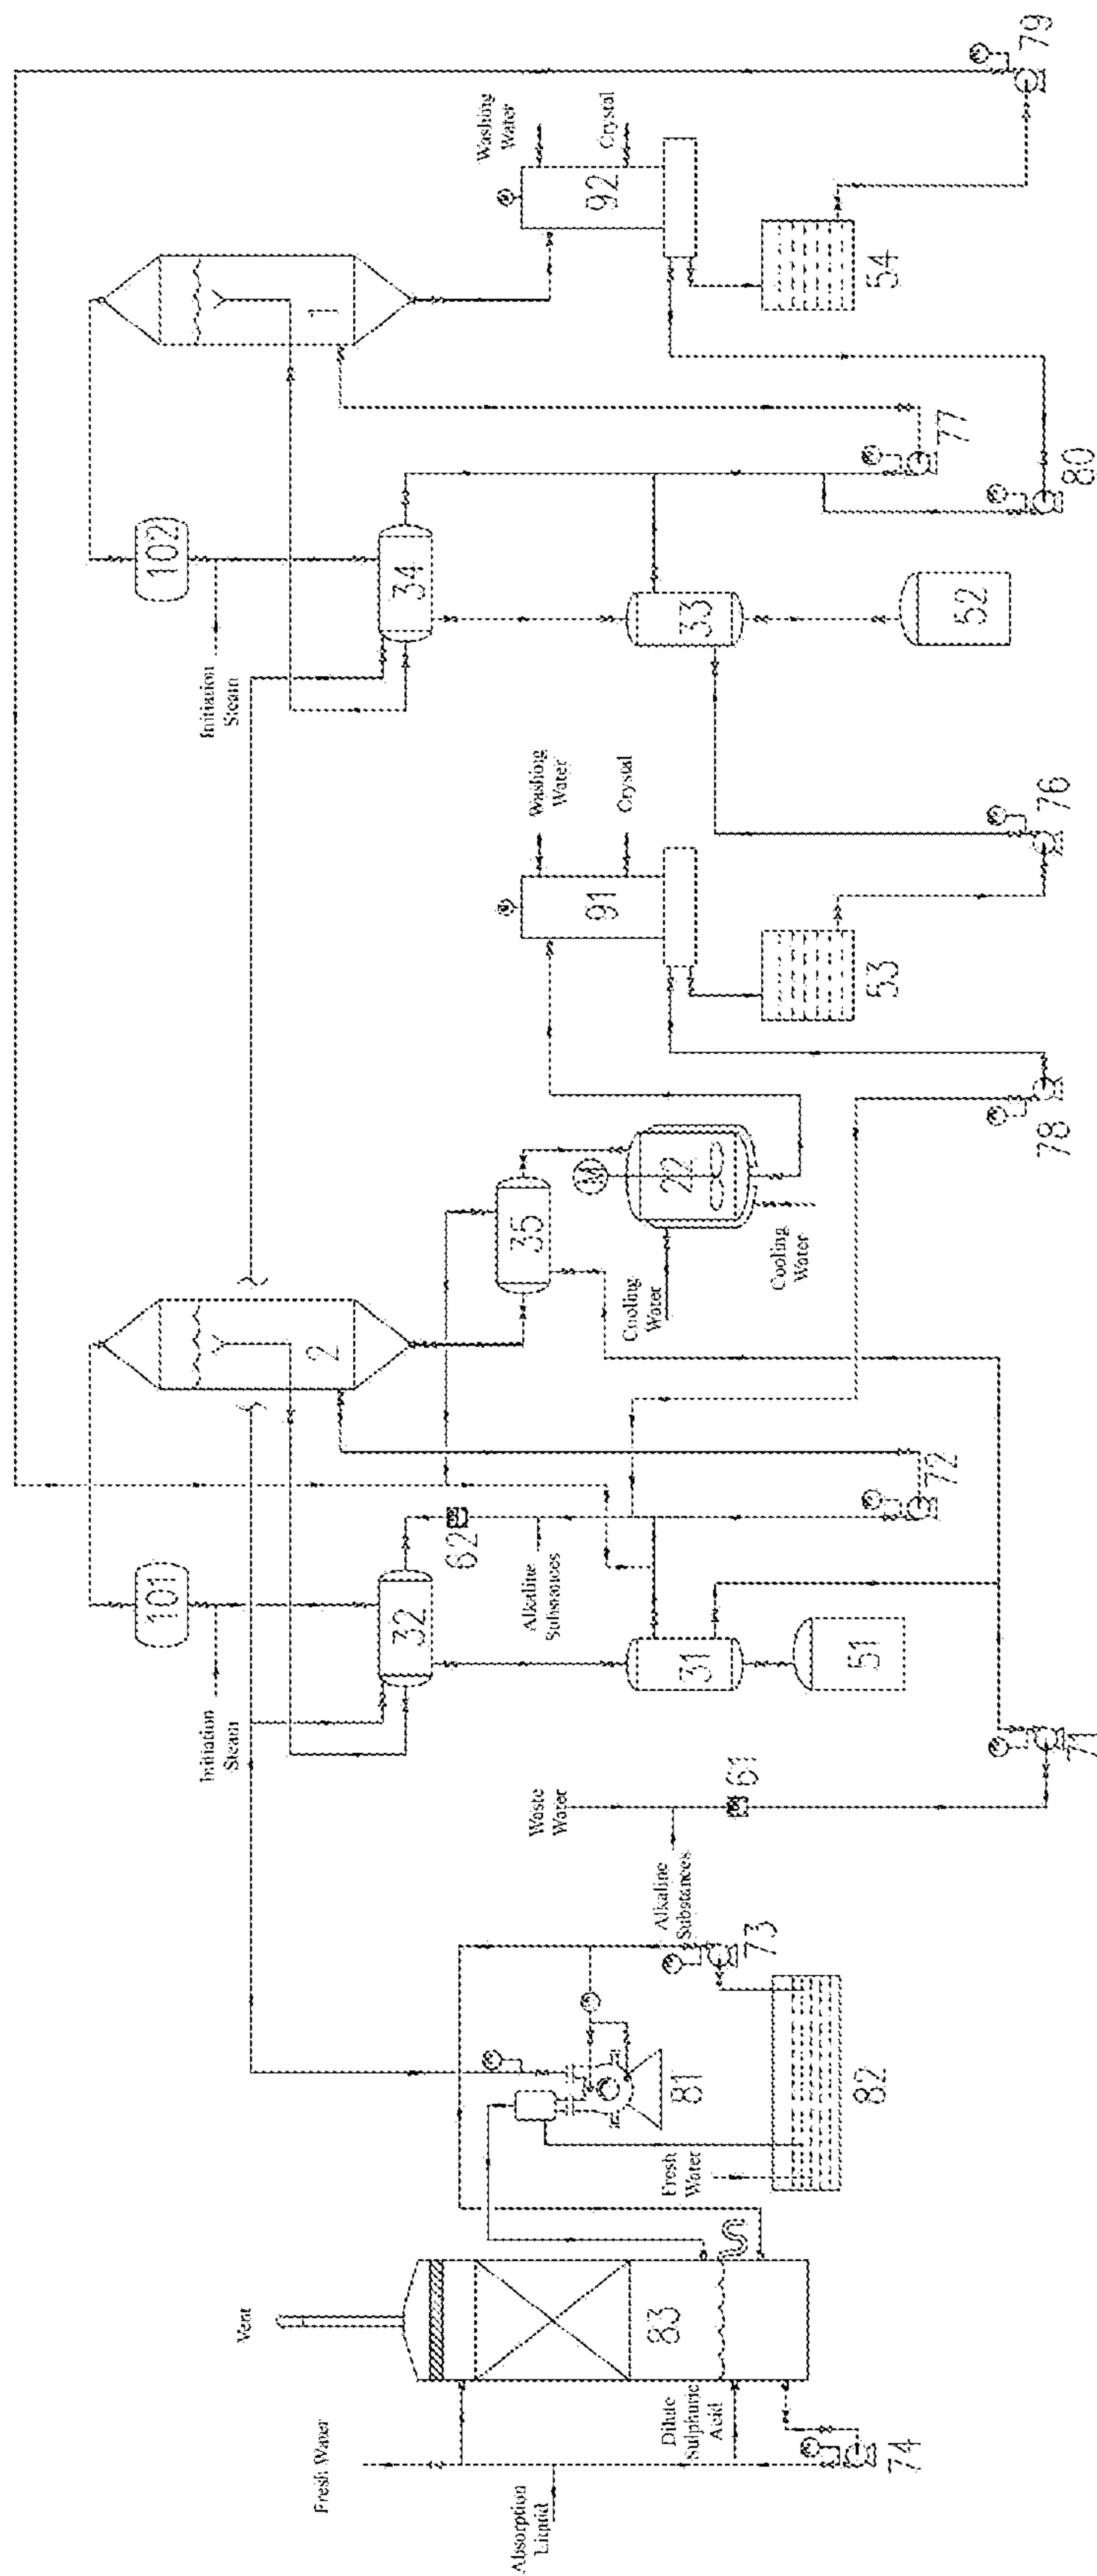 101
102
Initiation
Steam
Initiation
Steam
Vent
Fresh Water
2
1
32
34
62
Washing
Water
Washing
Water
Absorption
Liquid
Waste
Water
Alkaline
Substances
35
91
92
Crystal
Crystal
Cooling
Water
M
22
83
Dilute
Sulphuric
Acid
Fresh
Water
81
Alkaline
Substances
31
33
61
73
Cooling
Water
51
52
53
54
82
74
71
72
78
76
77
80
79